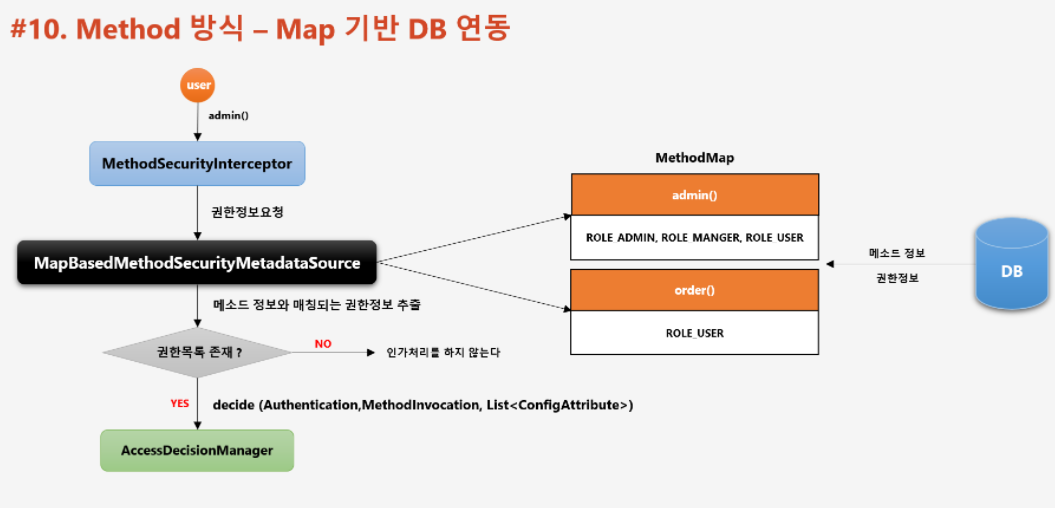 #10. Method 방식 – Map 기반 DB 연동
user
admin()
MethodSecurityInterceptor
권한정보요청
MapBasedMethodSecurityMetadataSource
메소드 정보와 매칭되는 권한정보 추출
권한목록 존재 ?
NO
인가처리를 하지 않는다
YES
decide (Authentication,MethodInvocation, List<ConfigAttribute>)
AccessDecisionManager
MethodMap
admin()
ROLE_ADMIN, ROLE_MANGER, ROLE_USER
order()
ROLE_USER
메소드 정보
권한정보
DB